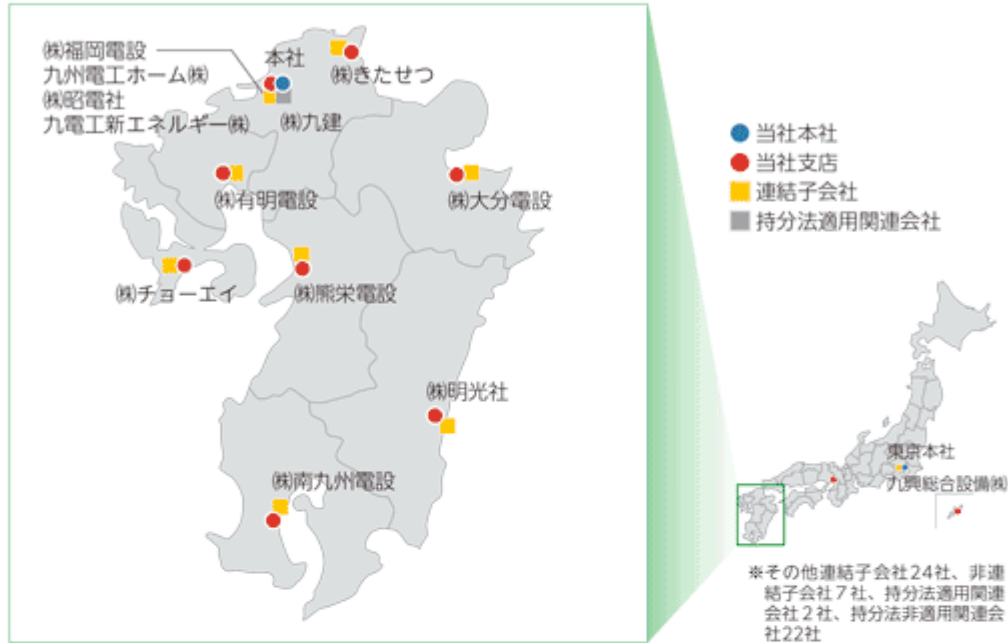 ㈱福岡電設
九州電工ホーム㈱
㈱昭電社
九電工新エネルギー㈱
本社
㈱きたせつ
㈱九建
㈱有明電設
㈱大分電設
㈱チョーエイ
㈱熊栄電設
㈱明光社
㈱南九州電設
当社本社
当社支店
連結子会社
持分法適用関連会社
東京本社
九興総合設備㈱
※その他連結子会社24社、非連
結子会社7社、持分法適用関連
会社2社、持分法非適用関連会
社22社